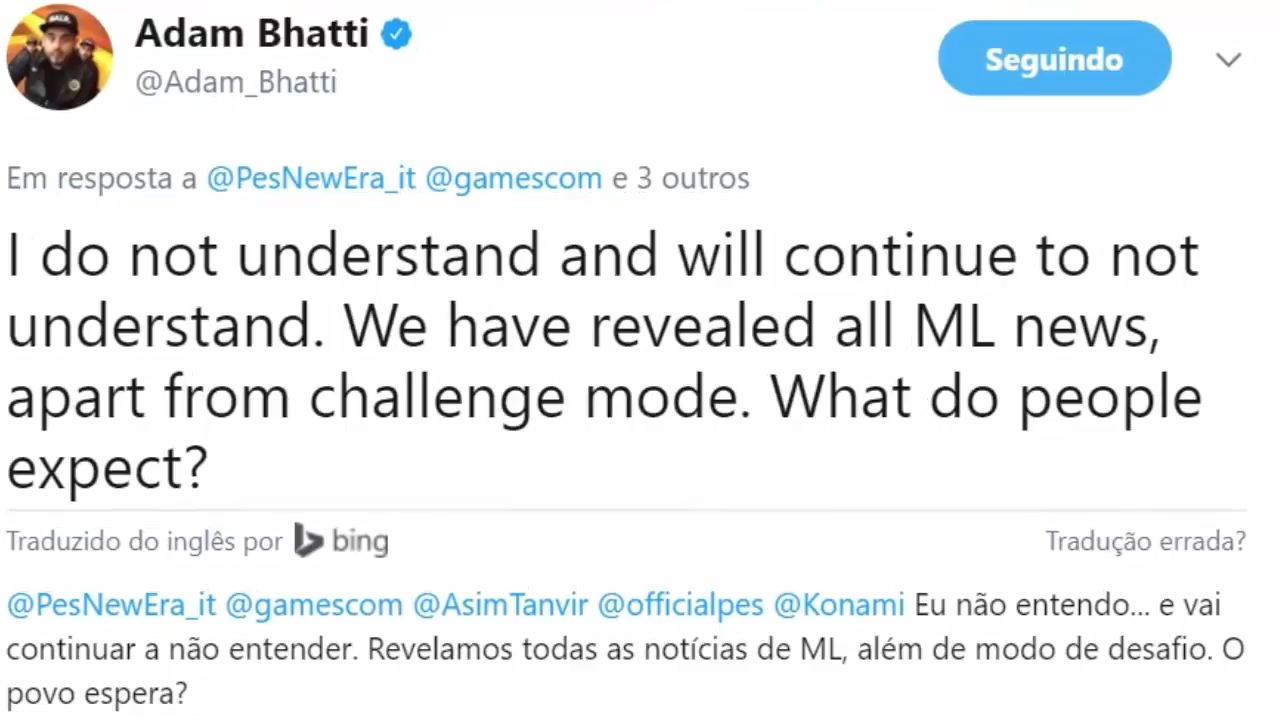 Adam Bhatti
@Adam_Bhatti
Seguindo
Em resposta a @PesNewEra_it @gamescom e 3 outros
I do not understand and will continue to not
understand. We have revealed all ML news,
apart from challenge mode. What do people
expect?
Traduzido do inglês por bing
Tradução errada?
@PesNewEra_it @gamescom @AsimTanvir @officialpes @Konami Eu não entendo... e vai
continuar a não entender. Revelamos todas as notícias de ML, além de modo de desafio. O
povo espera?